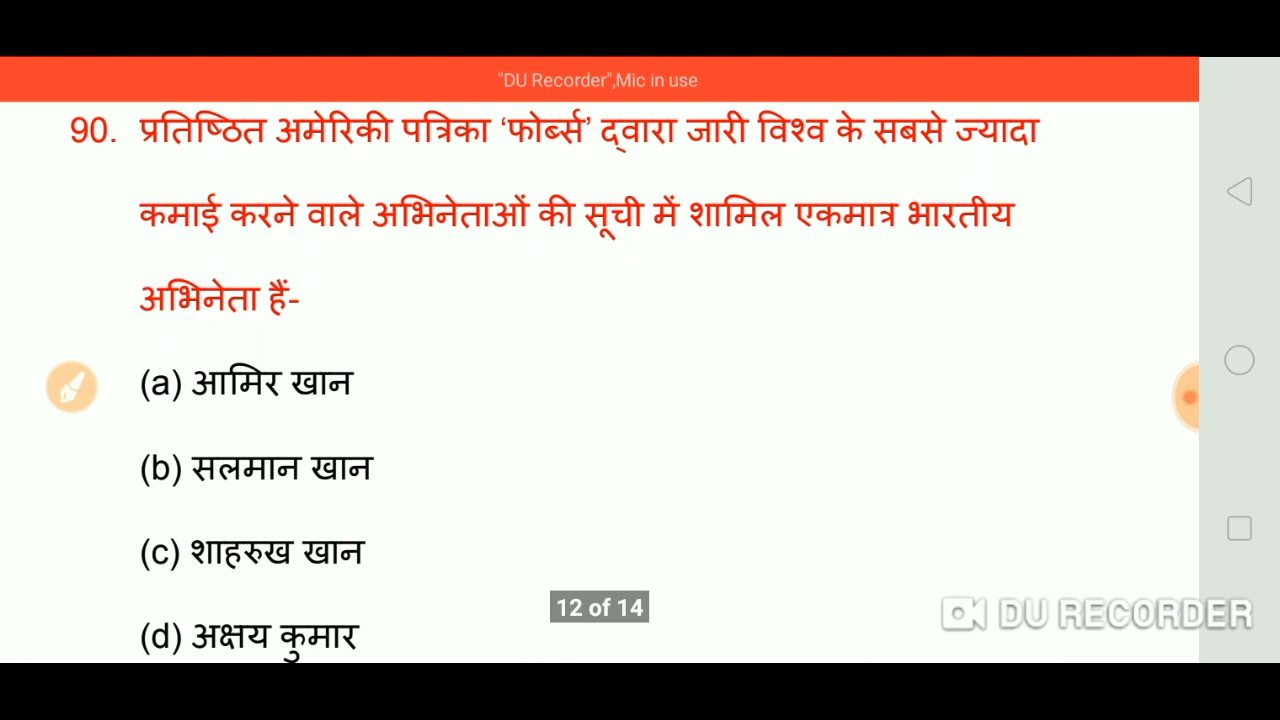 "DU Recorder",Mic in use
90. प्रतिष्ठित अमेरिकी पत्रिका ‘फोर्ब्स’ द्वारा जारी विश्व के सबसे ज्यादा
कमाई करने वाले अभिनेताओं की सूची में शामिल एकमात्र भारतीय
अभिनेता हैं-
(a) आमिर खान
(b) सलमान खान
(c) शाहरुख खान
12 of 14
DU RECORDER
(d) अक्षय कुमार